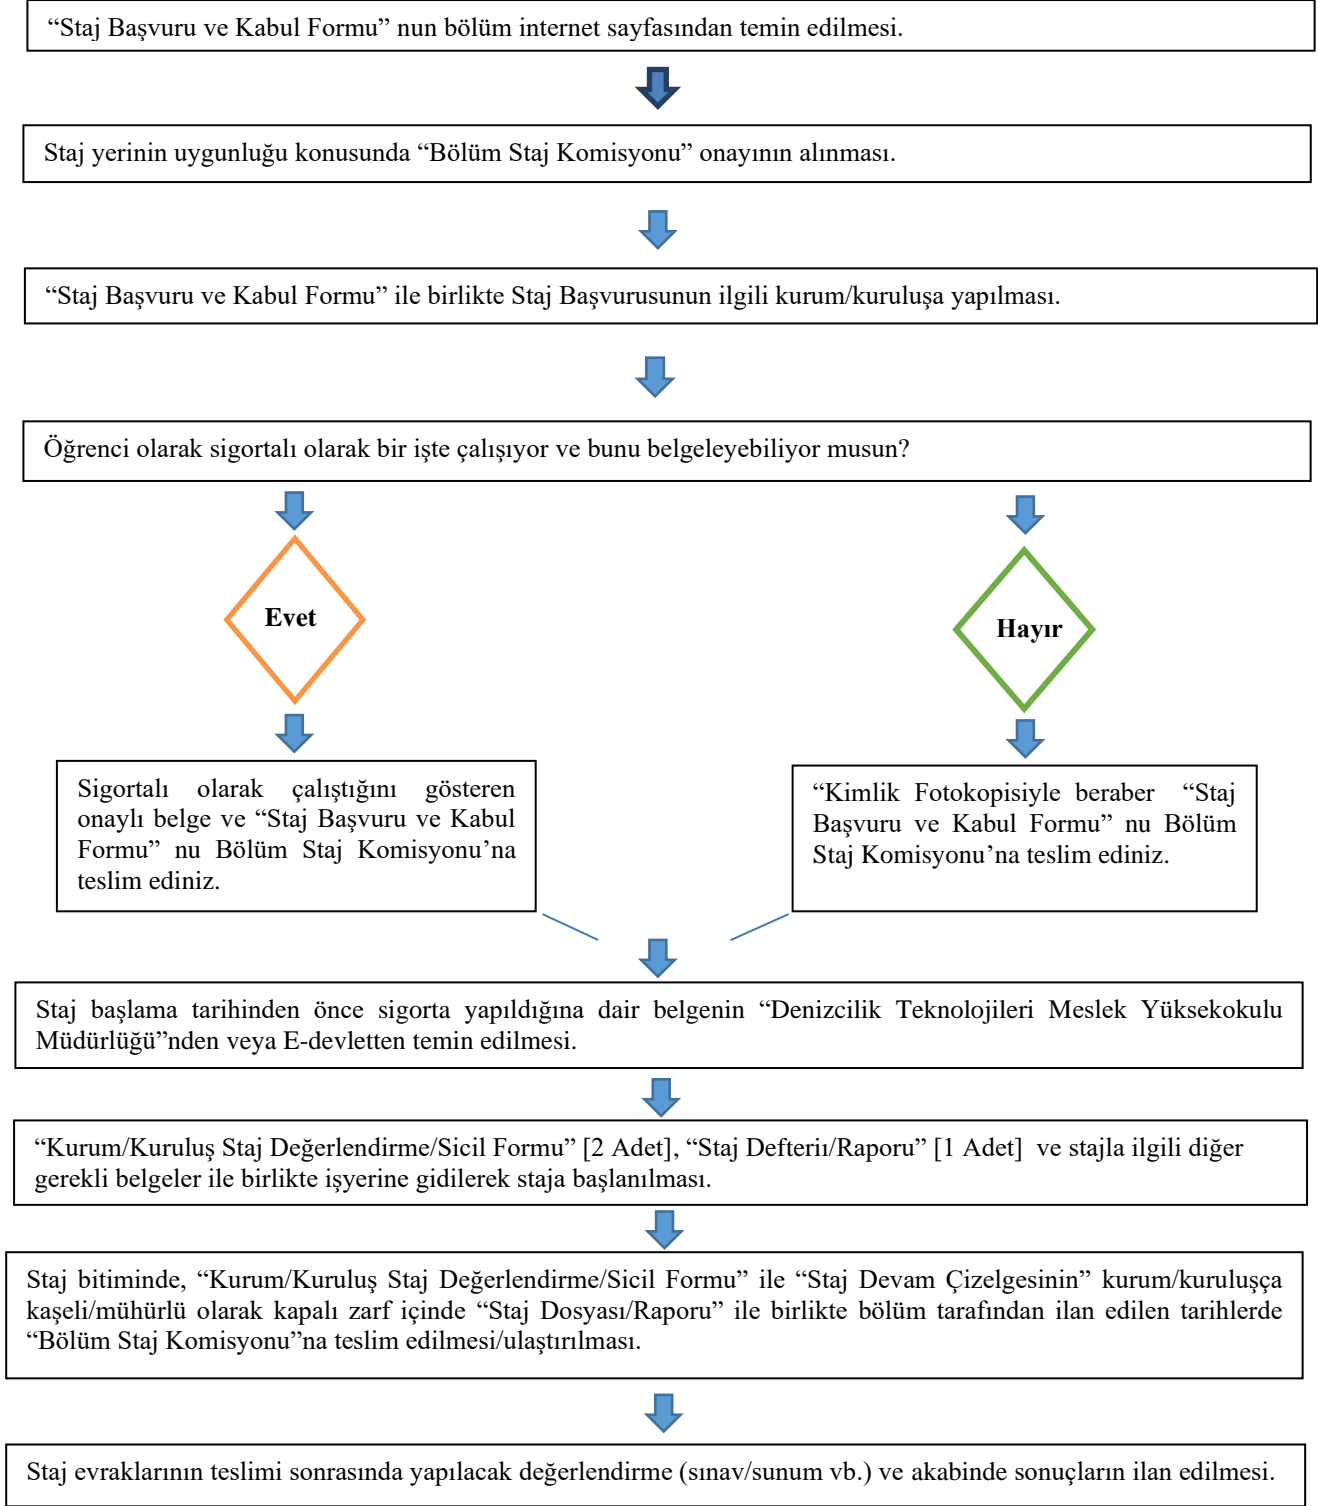 “Staj Başvuru ve Kabul Formu” nun bölüm internet sayfasından temin edilmesi.
Staj yerinin uygunluğu konusunda “Bölüm Staj Komisyonu” onayının alınması.
“Staj Başvuru ve Kabul Formu” ile birlikte Staj Başvurusunun ilgili kurum/kuruluşa yapılması.
Öğrenci olarak sigortalı olarak bir işte çalışıyor ve bunu belgeleyebiliyor musun?
Evet
Hayır
Sigortalı olarak çalıştığını gösteren
onaylı belge ve “Staj Başvuru ve Kabul
Formu” nu Bölüm Staj Komisyonu’na
teslim ediniz.
“Kimlik Fotokopisiyle beraber “Staj
Başvuru ve Kabul Formu” nu Bölüm
Staj Komisyonu’na teslim ediniz.
Staj başlama tarihinden önce sigorta yapıldığına dair belgenin “Denizcilik Teknolojileri Meslek Yüksekokulu
Müdürlüğü”nden veya E-devletten temin edilmesi.
“Kurum/Kuruluş Staj Değerlendirme/Sicil Formu” [2 Adet], “Staj Defteriı/Raporu” [1 Adet] ve stajla ilgili diğer
gerekli belgeler ile birlikte işyerine gidilerek staja başlanılması.
Staj bitiminde, “Kurum/Kuruluş Staj Değerlendirme/Sicil Formu” ile “Staj Devam Çizelgesinin” kurum/kuruluşça
kaşeli/mühürlü olarak kapalı zarf içinde “Staj Dosyası/Raporu” ile birlikte bölüm tarafından ilan edilen tarihlerde
“Bölüm Staj Komisyonu”na teslim edilmesi/ulaştırılması.
Staj evraklarının teslimi sonrasında yapılacak değerlendirme (sınav/sunum vb.) ve akabinde sonuçların ilan edilmesi.